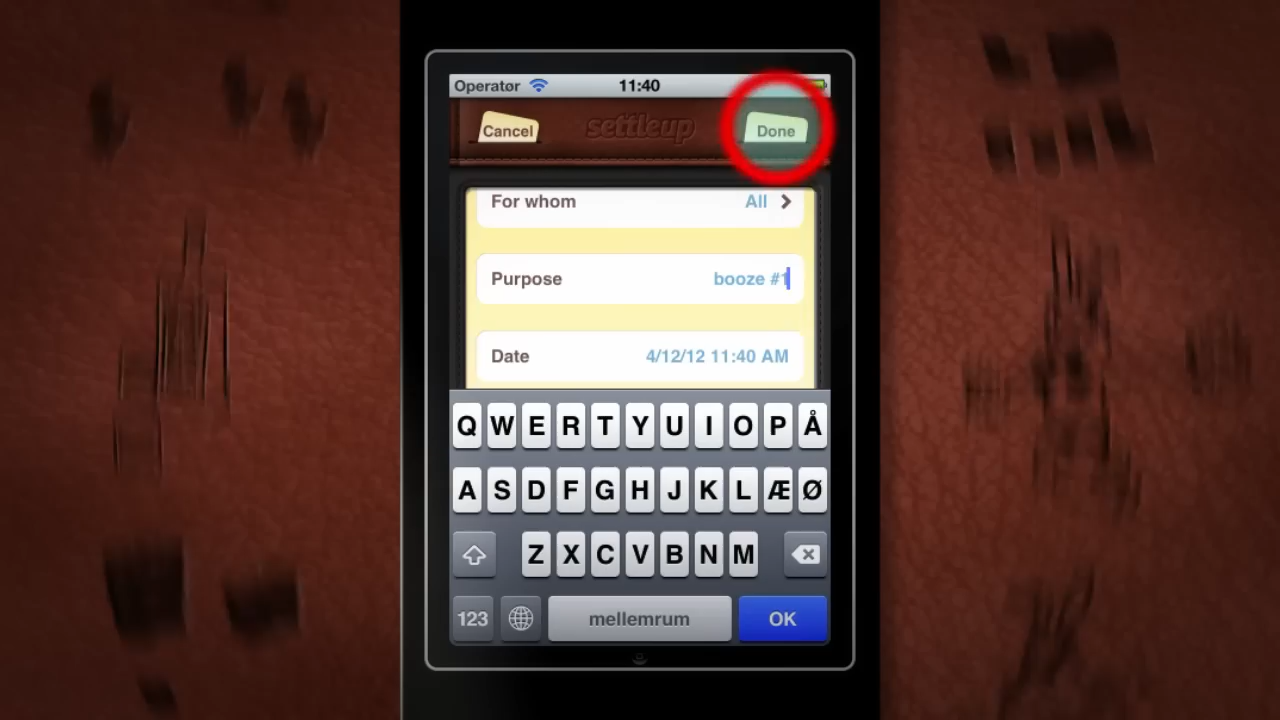 Operatør 11:40
Cancel settleup Done
For whom All
Purpose booze #1
Date 4/12/12 11:40 AM
Q W E R T Y U I O P Å
A S D F G H J K L Æ Ø
Z X C V B N M
123 mellemrum OK